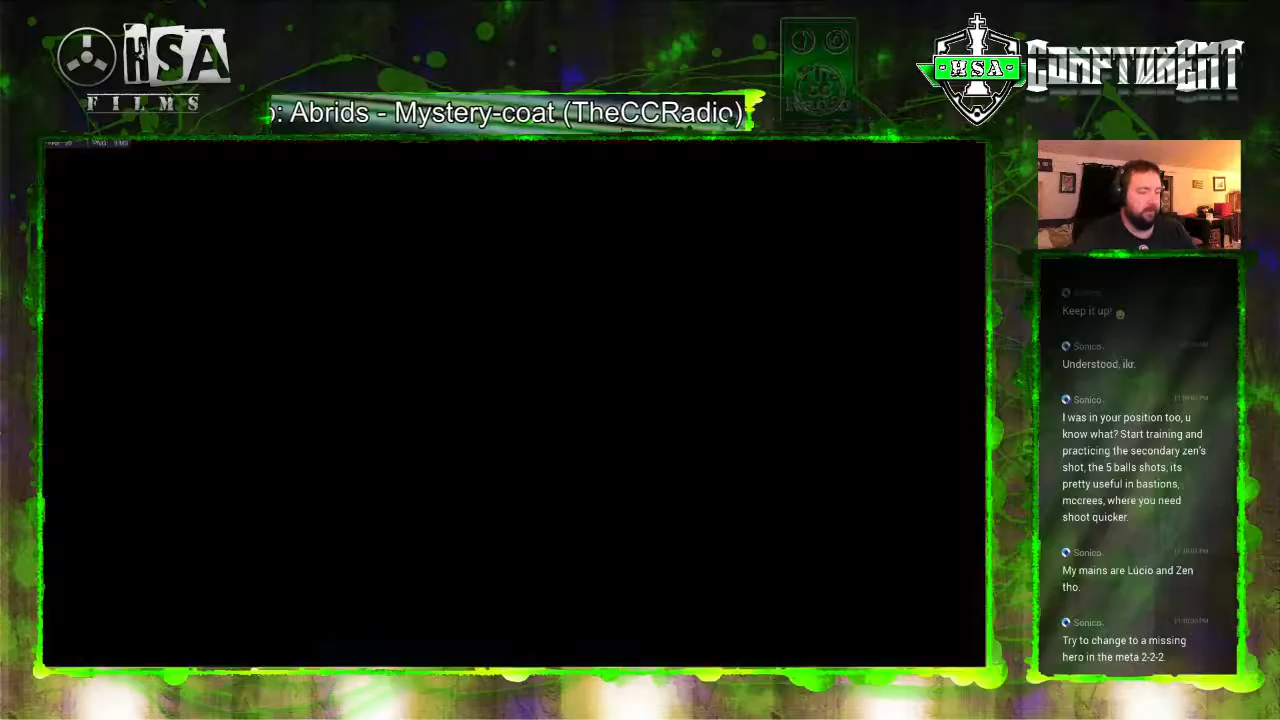 HSA
FILMS
: Abrids - Mystery-coat (TheCCRadio)
HSA
Keep it up!
Sonico.
Understood, ikr.
Sonico.
I was in your position too, u
know what? Start training and
practicing the secondary zen's
shot, the 5 balls shots, its
pretty useful in bastions,
mccrees, where you need
shoot quicker.
Sonico.
My mains are Lúcio and Zen
tho.
Sonico.
Try to change to a missing
hero in the meta 2-2-2.